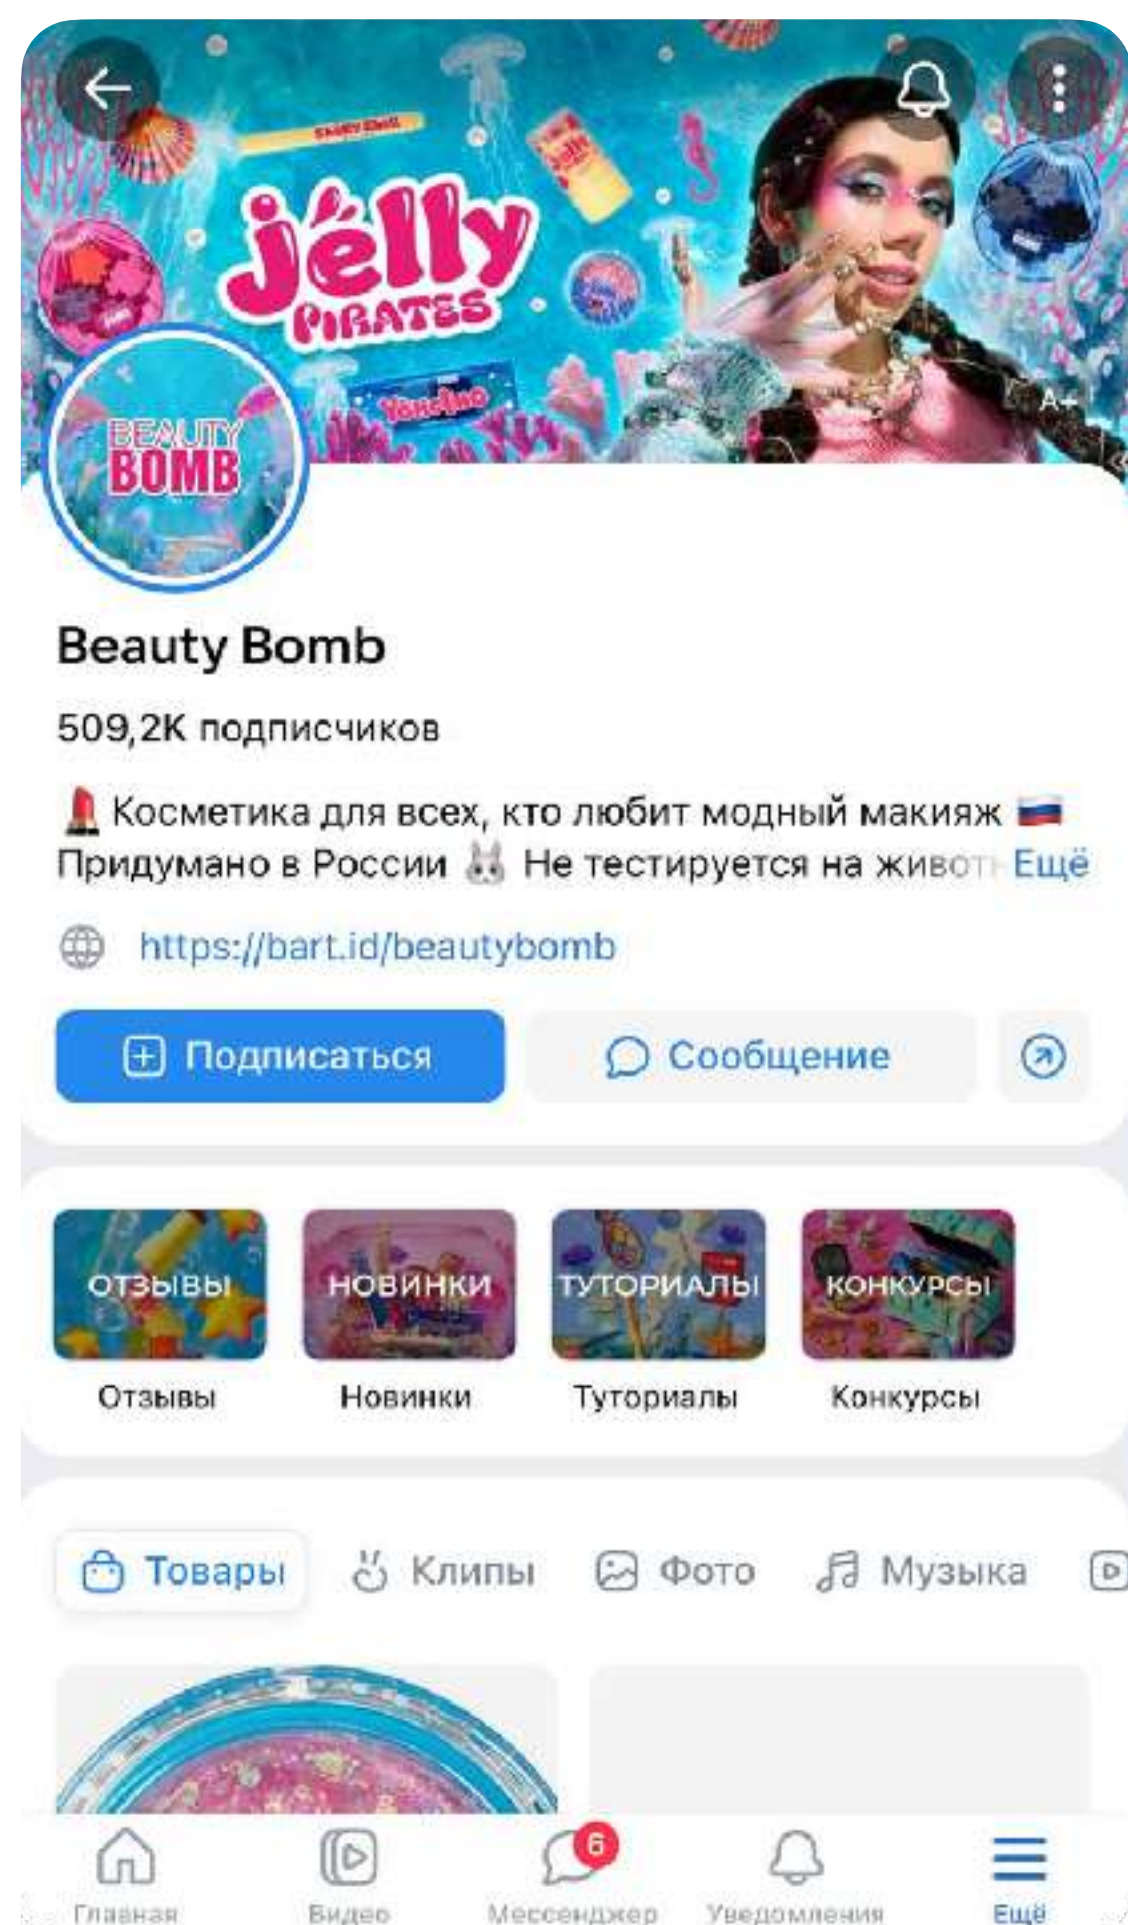 jelly
PIRATES
BEAUTY
BOMB
Beauty Bomb
509,2K подписчиков
Косметика для всех, кто любит модный макияж
Придумано в России Не тестируется на живот Ещё
https://bart.id/beautybomb
Подписаться Сообщение
ОТЗЫВЫ НОВИНКИ ТУТОРИАЛЫ КОНКУРСЫ
Отзывы Новинки Туториалы Конкурсы
Товары Клипы Фото Музыка
6
Главная Видео Мессенджер Уведомления Ещё